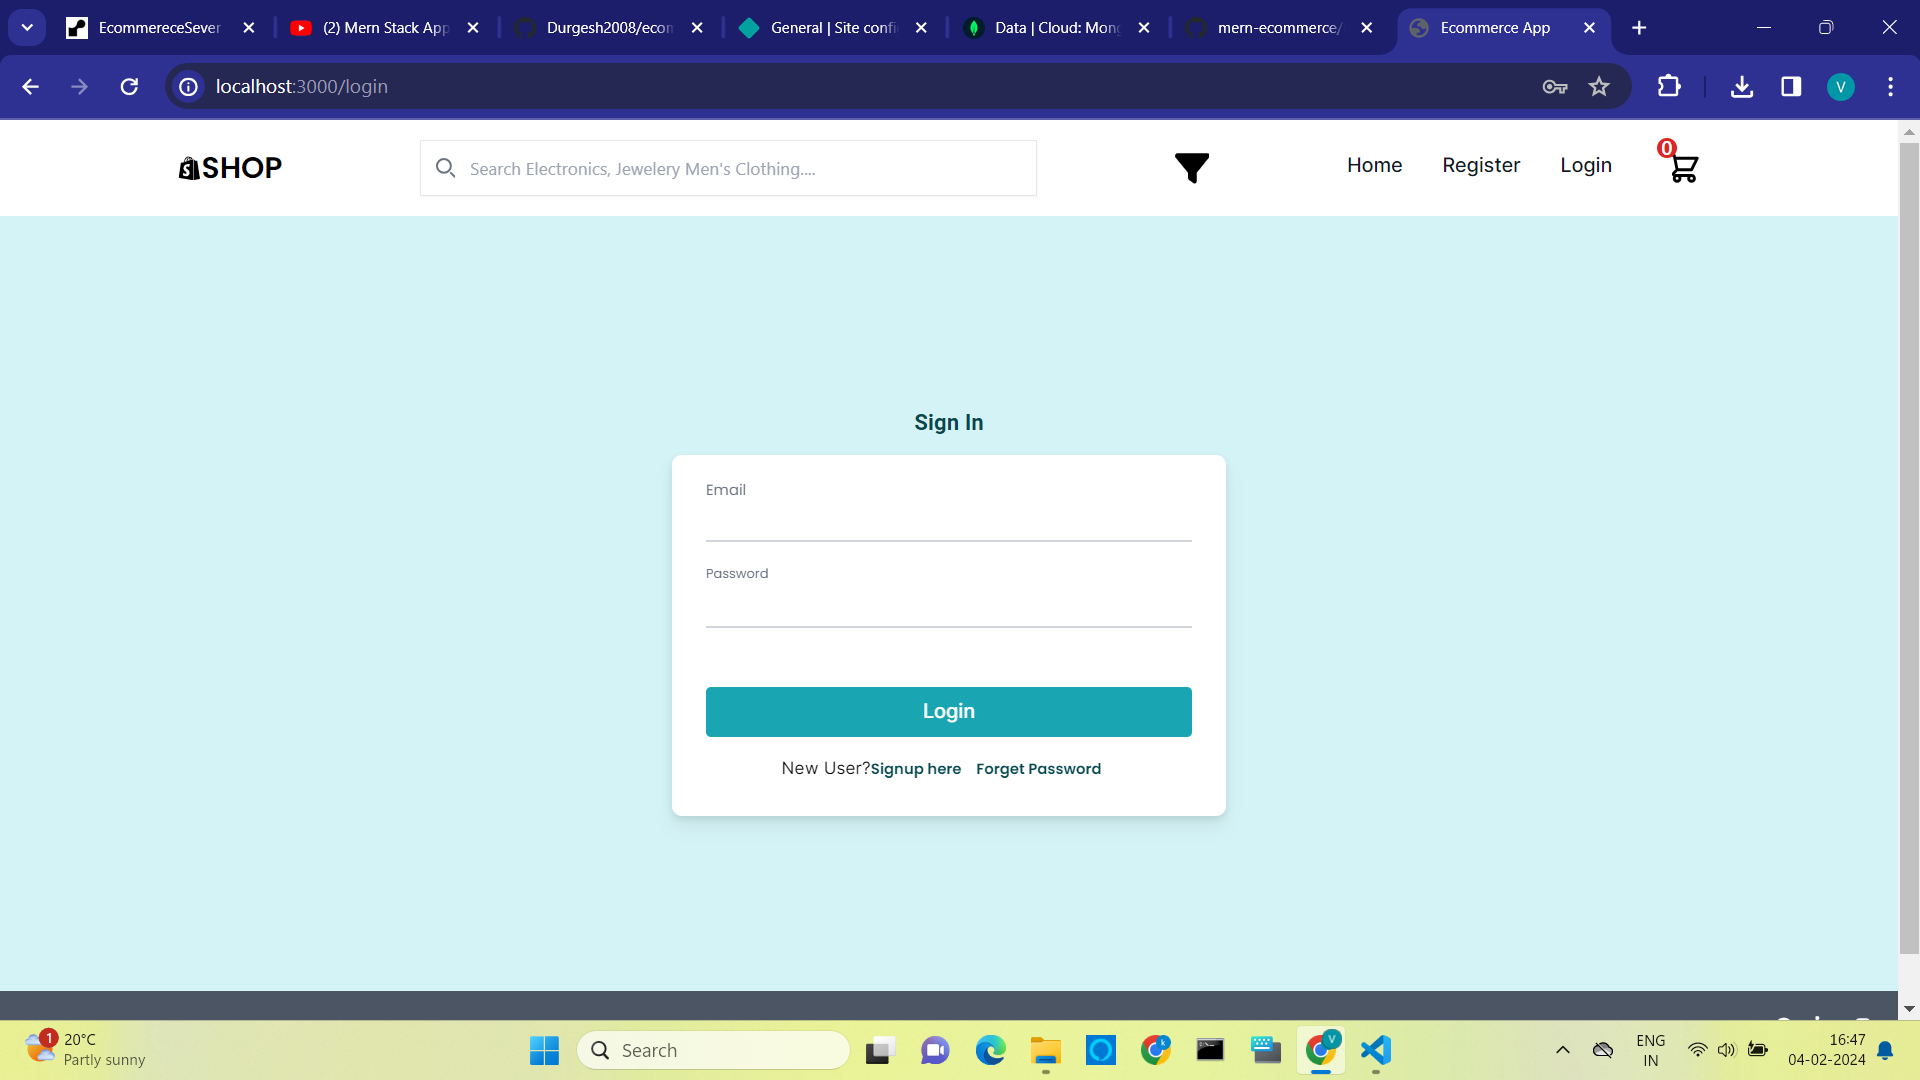 EcommereceSever
(2) Mern Stack App
Durgesh2008/ecom
General | Site confi
Data | Cloud: Mong
mern-ecommerce/
Ecommerce App
localhost:3000/login
V
SHOP
Search Electronics, Jewelery Men's Clothing....
Home
Register
Login
0
Sign In
Email
Password
Login
New User?Signup here Forget Password
1
20°C
Partly sunny
Search
ENG
IN
16:47
04-02-2024